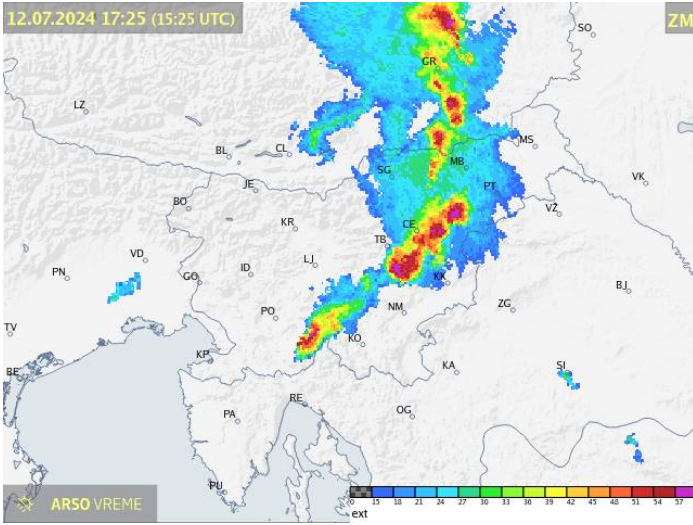 12.07.2024 17:25 (15:25 UTC)
ZM
SO
GR
LZ
MS
BL
CL
MB
SG
VK
JE
PT
BO
VŽ
KR
CE
TB
VD
LJ
PN
ID
GO
KK
BJ
NM
ZG
PO
TV
KO
KP
BE
KA
SI
RE
OG
PA
PU
ARSO VREME
0 15 18 21 24 27 30 33 36 39 42 45 48 51 54 57
ext